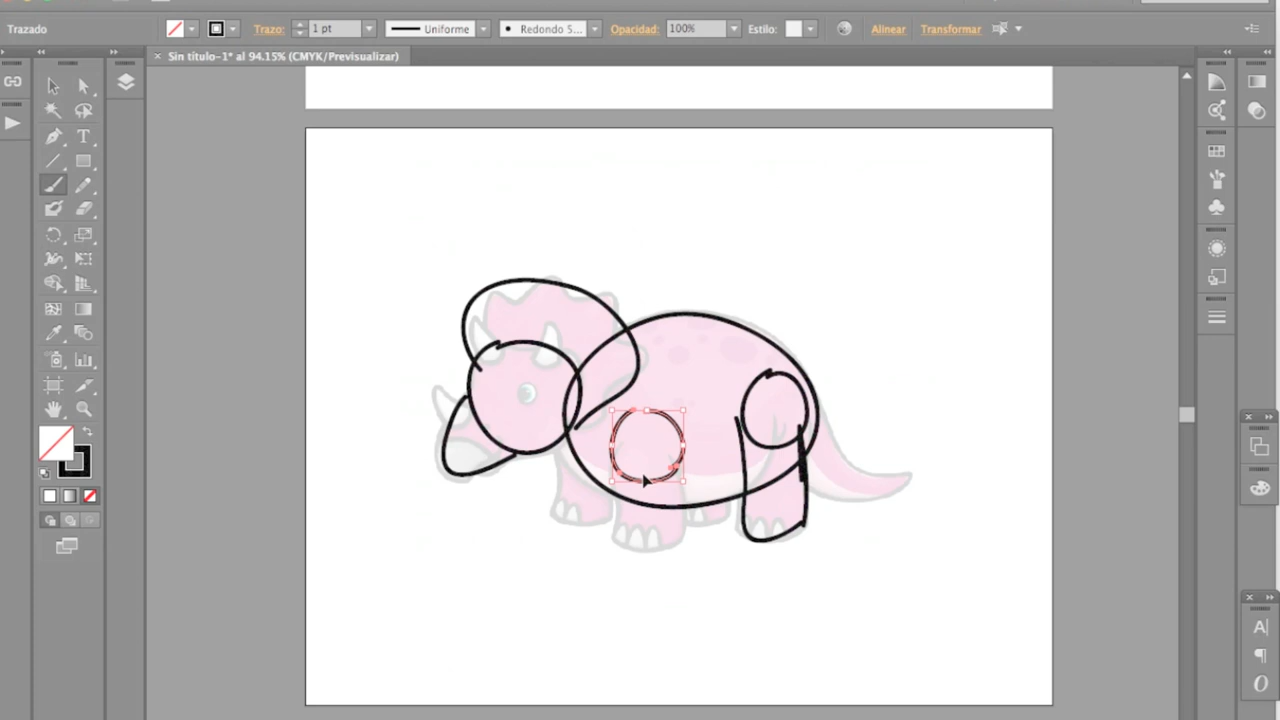 Trazado
Trazo: 1 pt Uniforme Redondo 5... Opacidad: 100% Estilo: Alinear Transformar
× Sin título-1* al 94.15% (CMYK/Previsualizar)